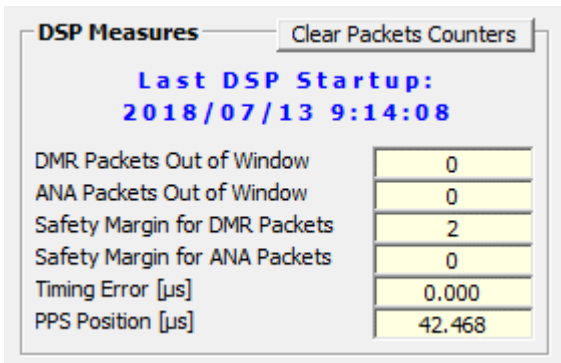 DSP Measures Clear Packets Counters
Last DSP Startup:
2018/07/13 9:14:08
DMR Packets Out of Window 0
ANA Packets Out of Window 0
Safety Margin for DMR Packets 2
Safety Margin for ANA Packets 0
Timing Error [µs] 0.000
PPS Position [µs] 42.468